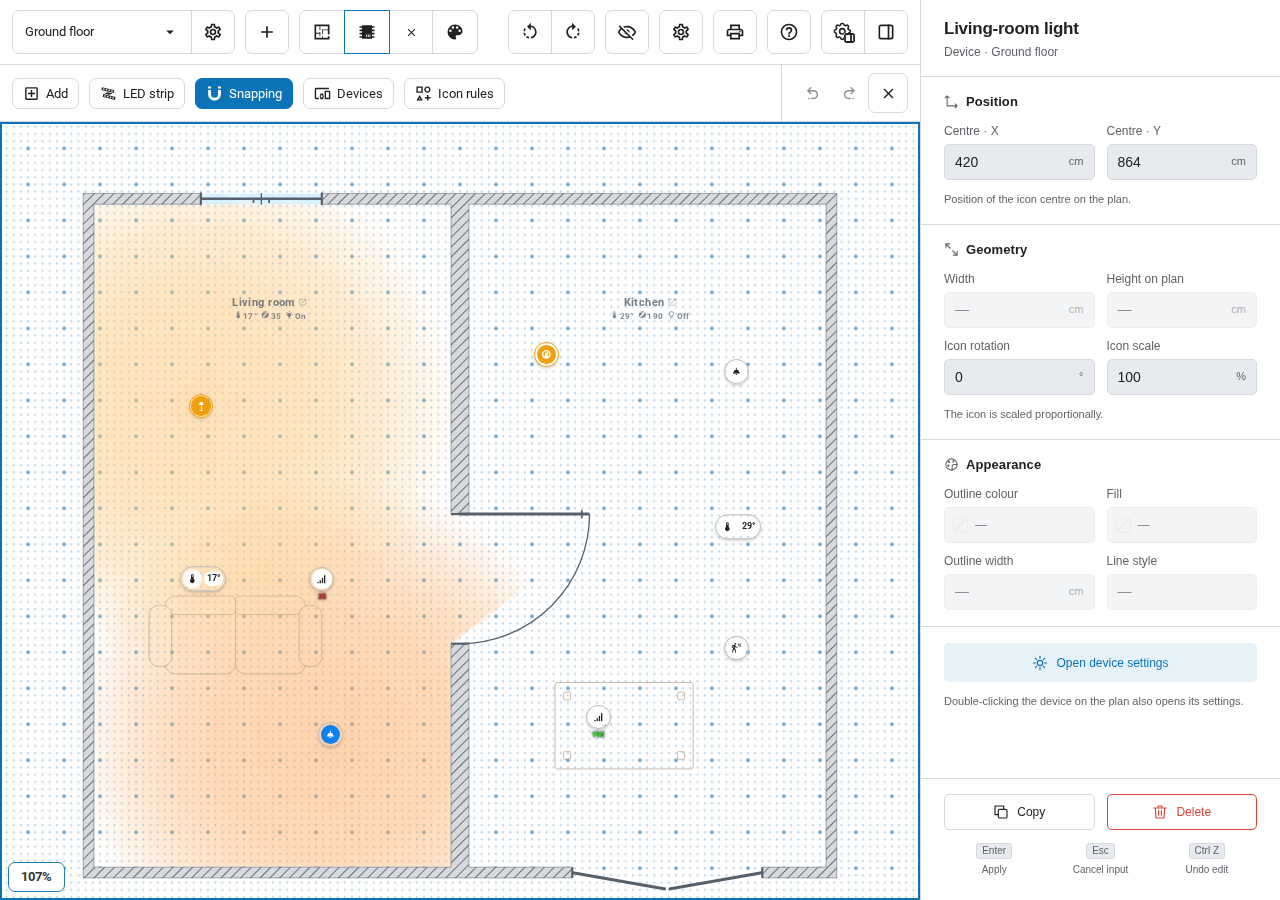 Ground floor
Add
LED strip
Snapping
Devices
Icon rules
Living room
17° 35 On
Kitchen
29° 190 Off
29°
17°
107%
Living-room light
Device · Ground floor
Position
Centre · X
Centre · Y
420 cm
864 cm
Position of the icon centre on the plan.
Geometry
Width
Height on plan
— cm
— cm
Icon rotation
Icon scale
0 °
100 %
The icon is scaled proportionally.
Appearance
Outline colour
Fill
—
—
Outline width
Line style
— cm
—
Open device settings
Double-clicking the device on the plan also opens its settings.
Copy
Delete
Enter
Esc
Ctrl Z
Apply
Cancel input
Undo edit